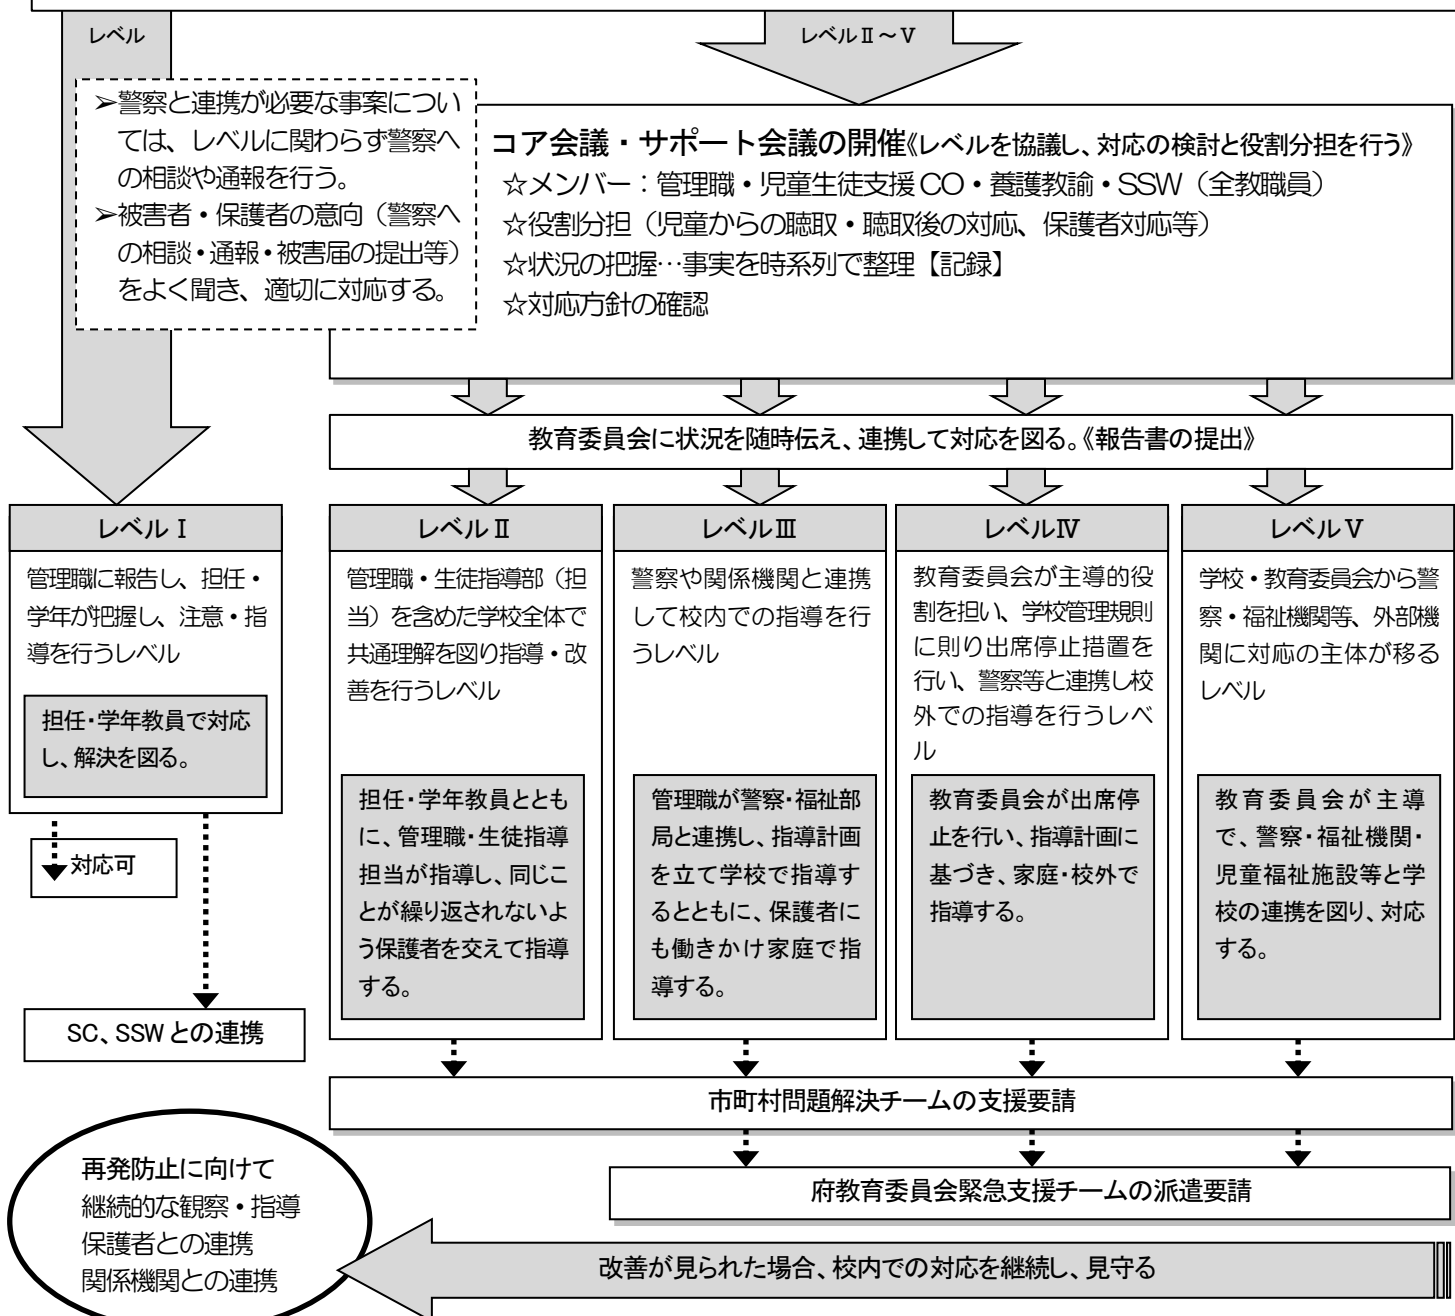 レベル
レベルⅡ～Ⅴ
➢警察と連携が必要な事案につい
ては、レベルに関わらず警察へ
の相談や通報を行う。
➢被害者・保護者の意向（警察へ
の相談・通報・被害届の提出等）
をよく聞き、適切に対応する。
コア会議・サポート会議の開催《レベルを協議し、対応の検討と役割分担を行う》
☆メンバー：管理職・児童生徒支援CO・養護教諭・SSW（全教職員）
☆役割分担（児童からの聴取・聴取後の対応、保護者対応等）
☆状況の把握…事実を時系列で整理【記録】
☆対応方針の確認
教育委員会に状況を随時伝え、連携して対応を図る。《報告書の提出》
レベルⅠ
管理職に報告し、担任・
学年が把握し、注意・指
導を行うレベル
担任・学年教員で対応
し、解決を図る。
対応可
SC、SSWとの連携
レベルⅡ
管理職・生徒指導部（担
当）を含めた学校全体で
共通理解を図り指導・改
善を行うレベル
担任・学年教員ととも
に、管理職・生徒指導
担当が指導し、同じこ
とが繰り返されないよ
う保護者を交えて指導
する。
レベルⅢ
警察や関係機関と連携
して校内での指導を行
うレベル
管理職が警察・福祉部
局と連携し、指導計画
を立て学校で指導す
るとともに、保護者に
も働きかけ家庭で指
導する。
レベルⅣ
教育委員会が主導的役
割を担い、学校管理規則
に則り出席停止措置を
行い、警察等と連携し校
外での指導を行うレベ
ル
教育委員会が出席停
止を行い、指導計画に
基づき、家庭・校外で
指導する。
レベルⅤ
学校・教育委員会から警
察・福祉機関等、外部機
関に対応の主体が移る
レベル
教育委員会が主導
で、警察・福祉機関・
児童福祉施設等と学
校の連携を図り、対応
する。
市町村問題解決チームの支援要請
府教育委員会緊急支援チームの派遣要請
再発防止に向けて
継続的な観察・指導
保護者との連携
関係機関との連携
改善が見られた場合、校内での対応を継続し、見守る